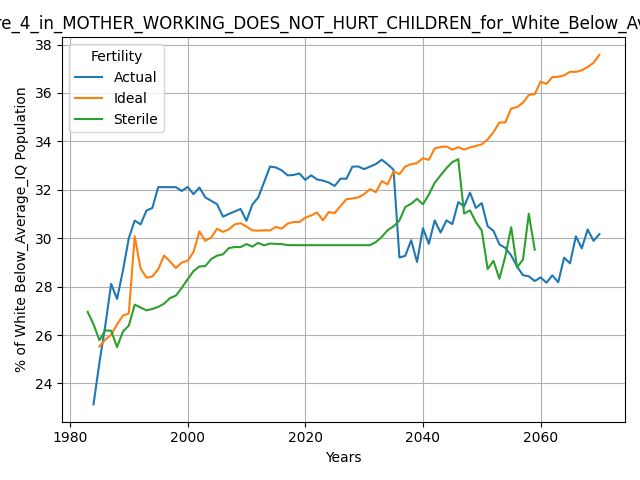 re_4_in_MOTHER_WORKING_DOES_NOT_HURT_CHILDREN_for_White_Below_Av
Fertility
Actual
Ideal
Sterile
% of White Below_Average_IQ Population
38
36
34
32
30
28
26
24
1980
2000
2020
2040
2060
Years